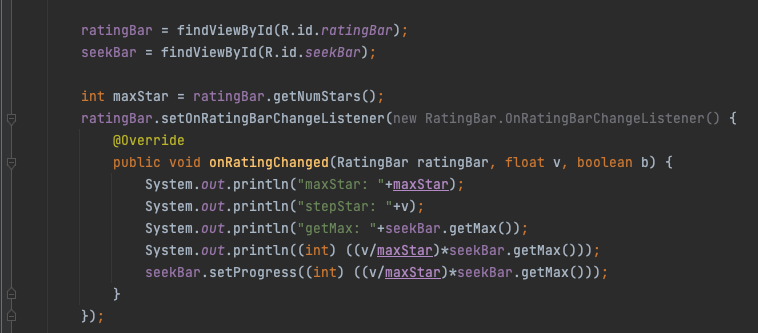 ratingBar = findViewById(R.id.ratingBar);
seekBar = findViewById(R.id.seekBar);
int maxStar = ratingBar.getNumStars();
ratingBar.setOnRatingBarChangeListener(new RatingBar.OnRatingBarChangeListener() {
@Override
public void onRatingChanged(RatingBar ratingBar, float v, boolean b) {
System.out.println("maxStar: "+maxStar);
System.out.println("stepStar: "+v);
System.out.println("getMax: "+seekBar.getMax());
System.out.println((int) ((v/maxStar)*seekBar.getMax()));
seekBar.setProgress((int) ((v/maxStar)*seekBar.getMax()));
}
});